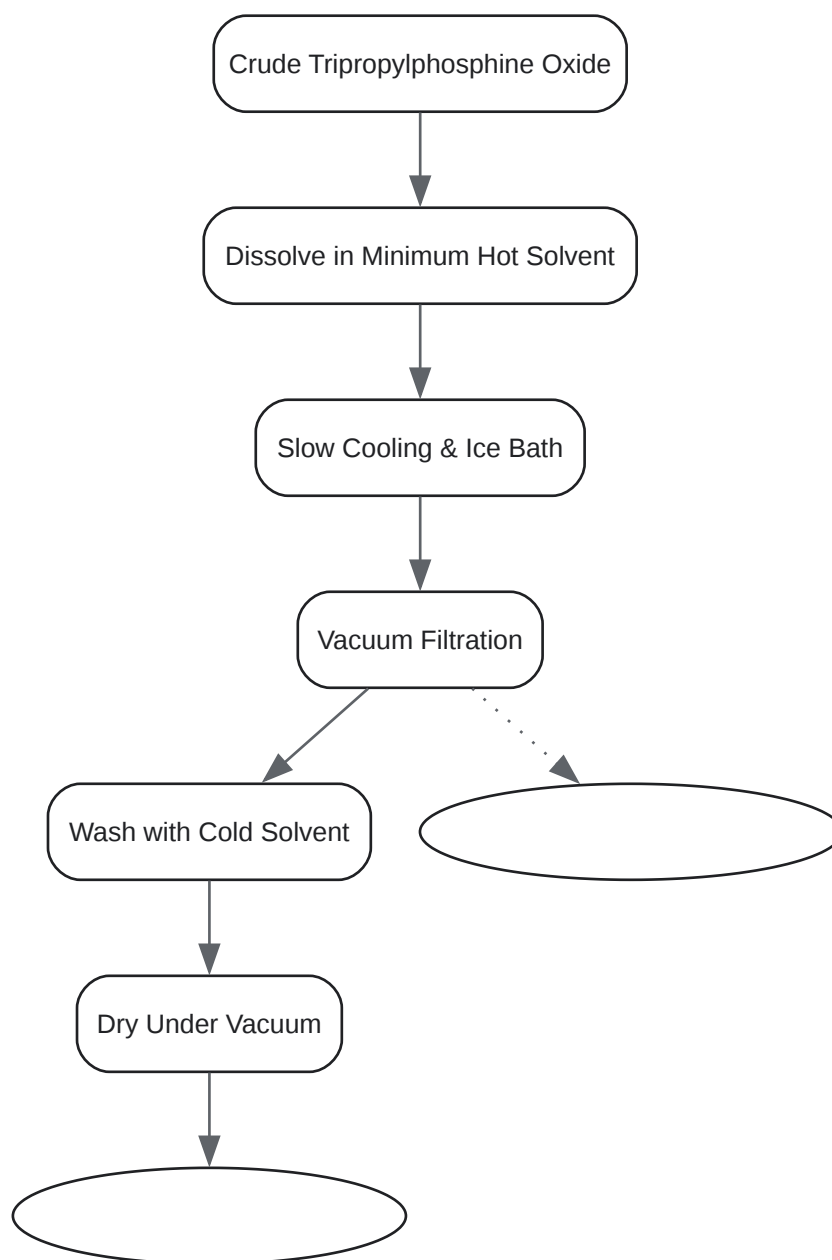 Crude Tripropylphosphine Oxide
Dissolve in Minimum Hot Solvent
Slow Cooling & Ice Bath
Vacuum Filtration
Wash with Cold Solvent
Dry Under Vacuum